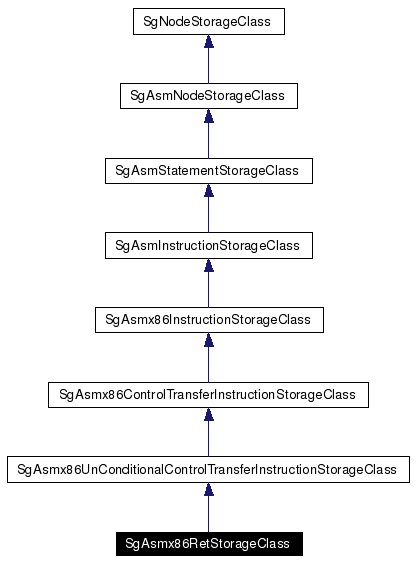 SgNodeStorageClass
SgAsmNodeStorageClass
SgAsmStatementStorageClass
SgAsmInstructionStorageClass
SgAsmx86InstructionStorageClass
SgAsmx86ControlTransferInstructionStorageClass
SgAsmx86UnConditionalControlTransferInstructionStorageClass
SgAsmx86RetStorageClass